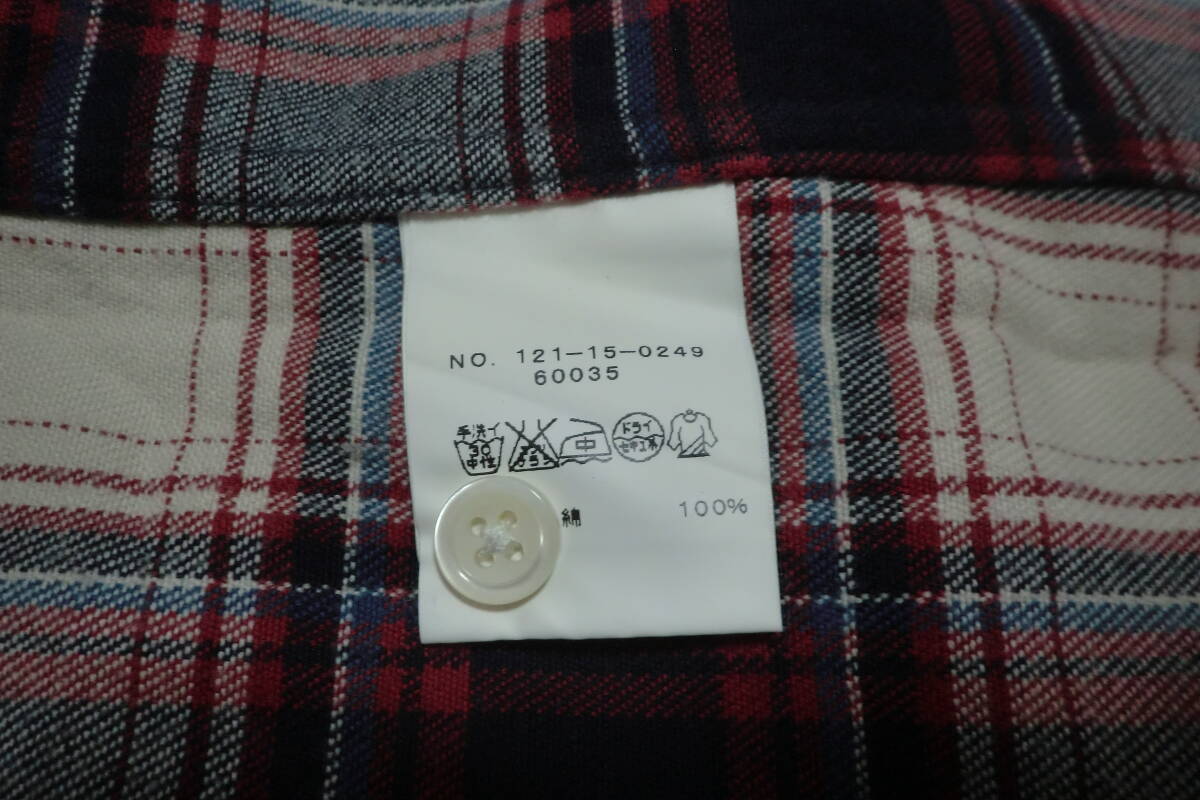 NO. 121-15-0249
60035
手洗イ
30
中性
エンソ
サラシ
中
ドライ
セキユ系
綿 100%